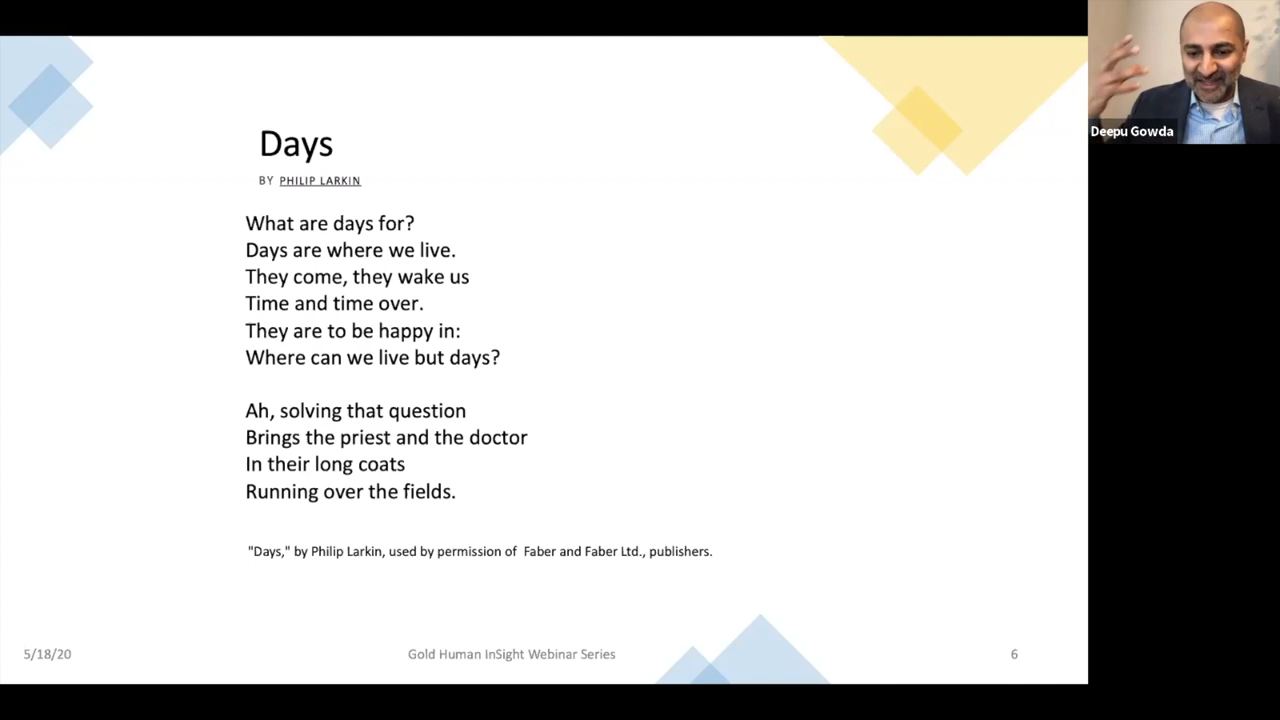 Days
BY PHILIP LARKIN
What are days for?
Days are where we live.
They come, they wake us
Time and time over.
They are to be happy in:
Where can we live but days?
Ah, solving that question
Brings the priest and the doctor
In their long coats
Running over the fields.
"Days," by Philip Larkin, used by permission of Faber and Faber Ltd., publishers.
5/18/20
Gold Human InSight Webinar Series
6
Deepu Gowda